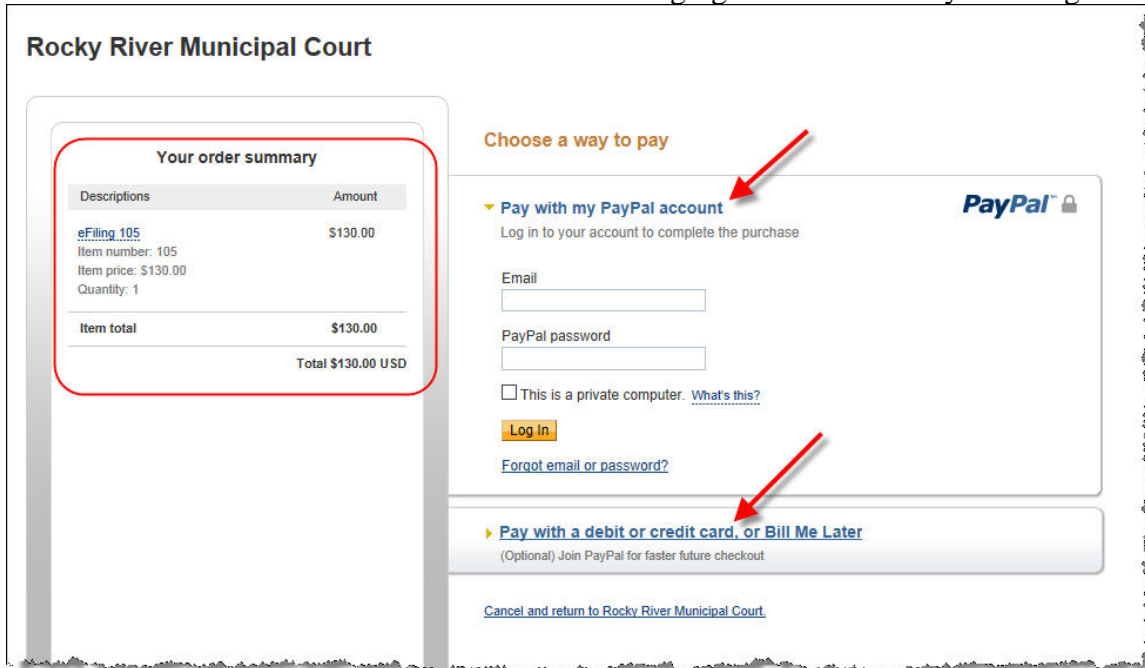 Rocky River Municipal Court
Your order summary
Descriptions Amount
eFiling 105 $130.00
Item number: 105
Item price: $130.00
Quantity: 1
Item total $130.00
Total $130.00 USD
Choose a way to pay
Pay with my PayPal account
PayPal™
Log in to your account to complete the purchase
Email
PayPal password
This is a private computer. What's this?
Log In
Forgot email or password?
Pay with a debit or credit card, or Bill Me Later
(Optional) Join PayPal for faster future checkout
Cancel and return to Rocky River Municipal Court.